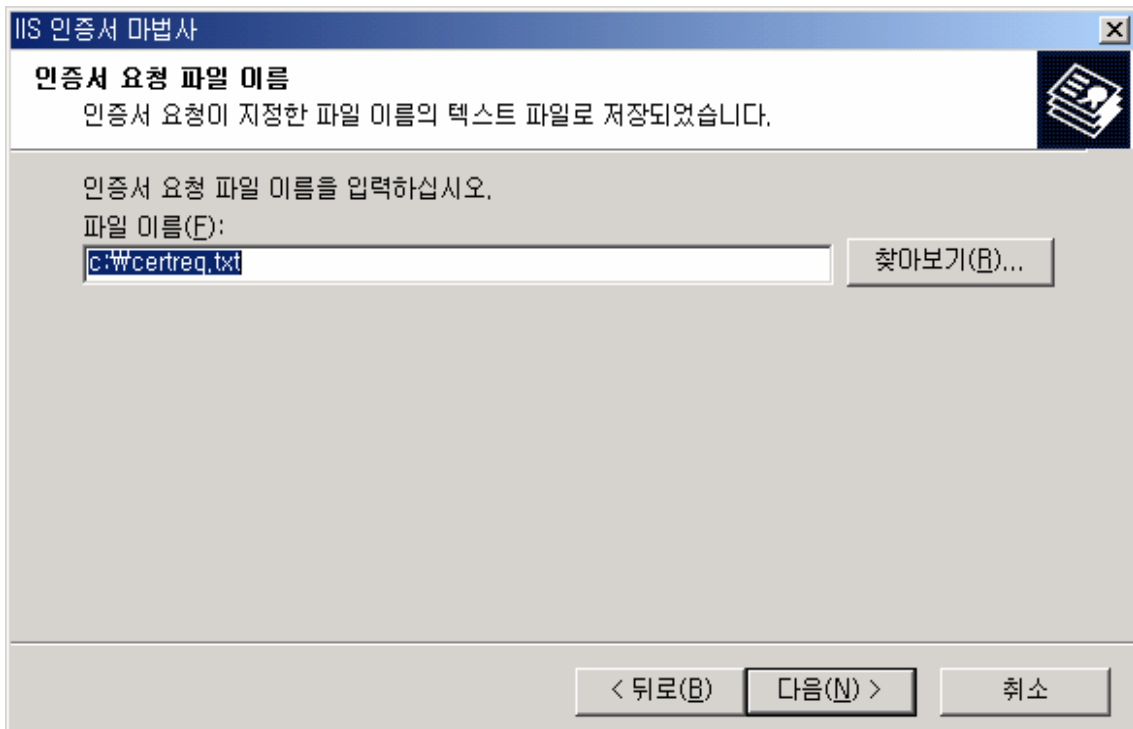 IIS 인증서 마법사
인증서 요청 파일 이름
인증서 요청이 지정한 파일 이름의 텍스트 파일로 저장되었습니다.
인증서 요청 파일 이름을 입력하십시오.
파일 이름(F):
c:₩certreq.txt
찾아보기(R)...
< 뒤로(B)
다음(N) >
취소